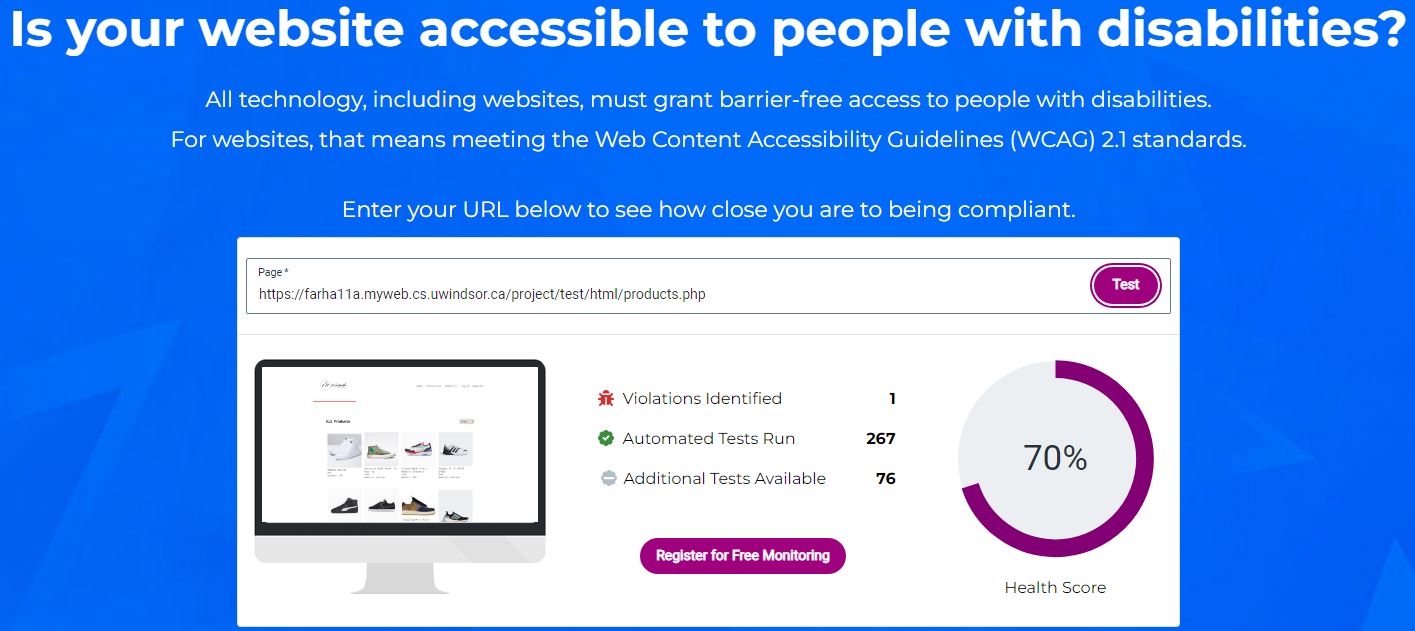 Is your website accessible to people with disabilities?
All technology, including websites, must grant barrier-free access to people with disabilities.
For websites, that means meeting the Web Content Accessibility Guidelines (WCAG) 2.1 standards.
Enter your URL below to see how close you are to being compliant.
Page *
https://farha11a.myweb.cs.uwindsor.ca/project/test/html/products.php
Test
All Products
Violations Identified 1
Automated Tests Run 267
Additional Tests Available 76
Register for Free Monitoring
70%
Health Score